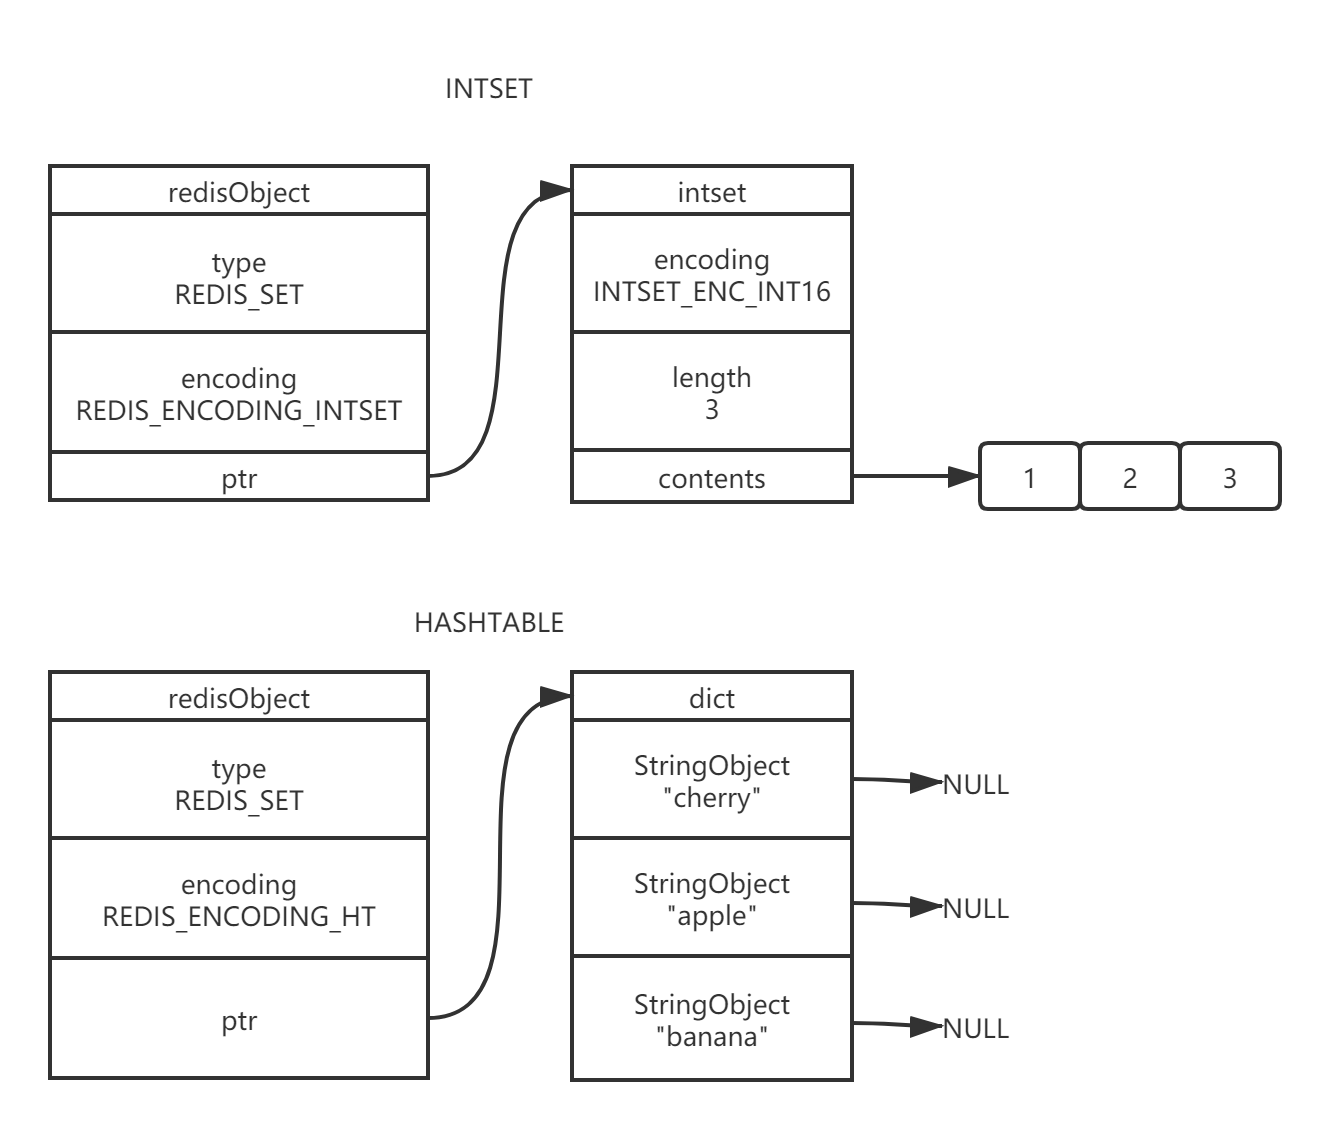 INTSET
redisObject
type
REDIS_SET
encoding
REDIS_ENCODING_INTSET
ptr
intset
encoding
INTSET_ENC_INT16
length
3
contents
1
2
3
HASHTABLE
redisObject
type
REDIS_SET
encoding
REDIS_ENCODING_HT
ptr
dict
StringObject
"cherry"
NULL
StringObject
"apple"
NULL
StringObject
"banana"
NULL